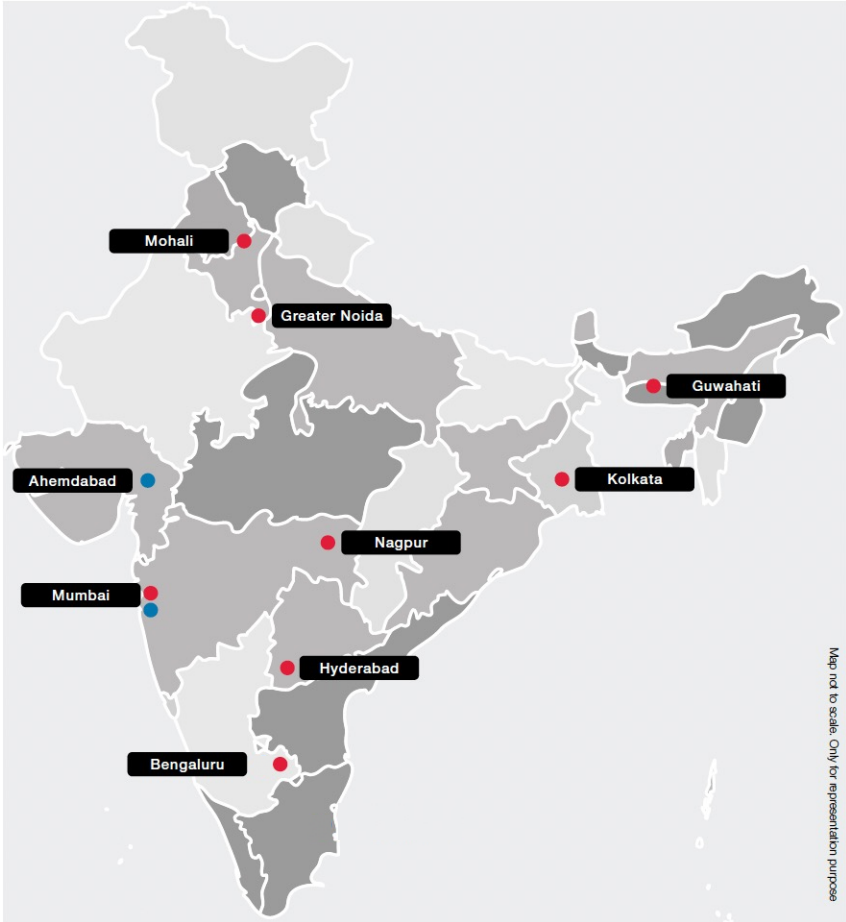 Mohali
Greater Noida
Guwahati
Ahemdabad
Kolkata
Nagpur
Mumbai
Hyderabad
Bengaluru
Map not to scale. Only for representation purpose